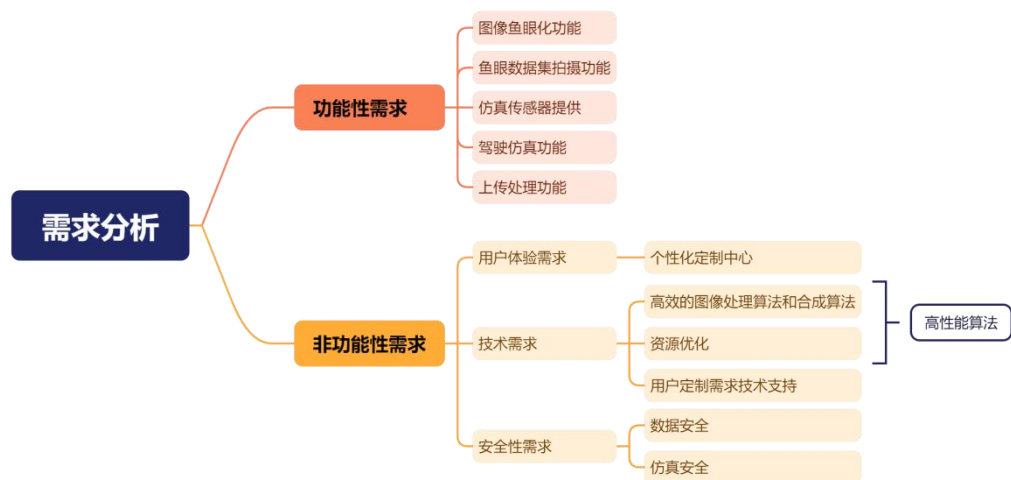 需求分析
功能性需求
图像鱼眼化功能
鱼眼数据集拍摄功能
仿真传感器提供
驾驶仿真功能
上传处理功能
非功能性需求
用户体验需求
个性化定制中心
技术需求
高效的图像处理算法和合成算法
资源优化
用户定制需求技术支持
高性能算法
安全性需求
数据安全
仿真安全